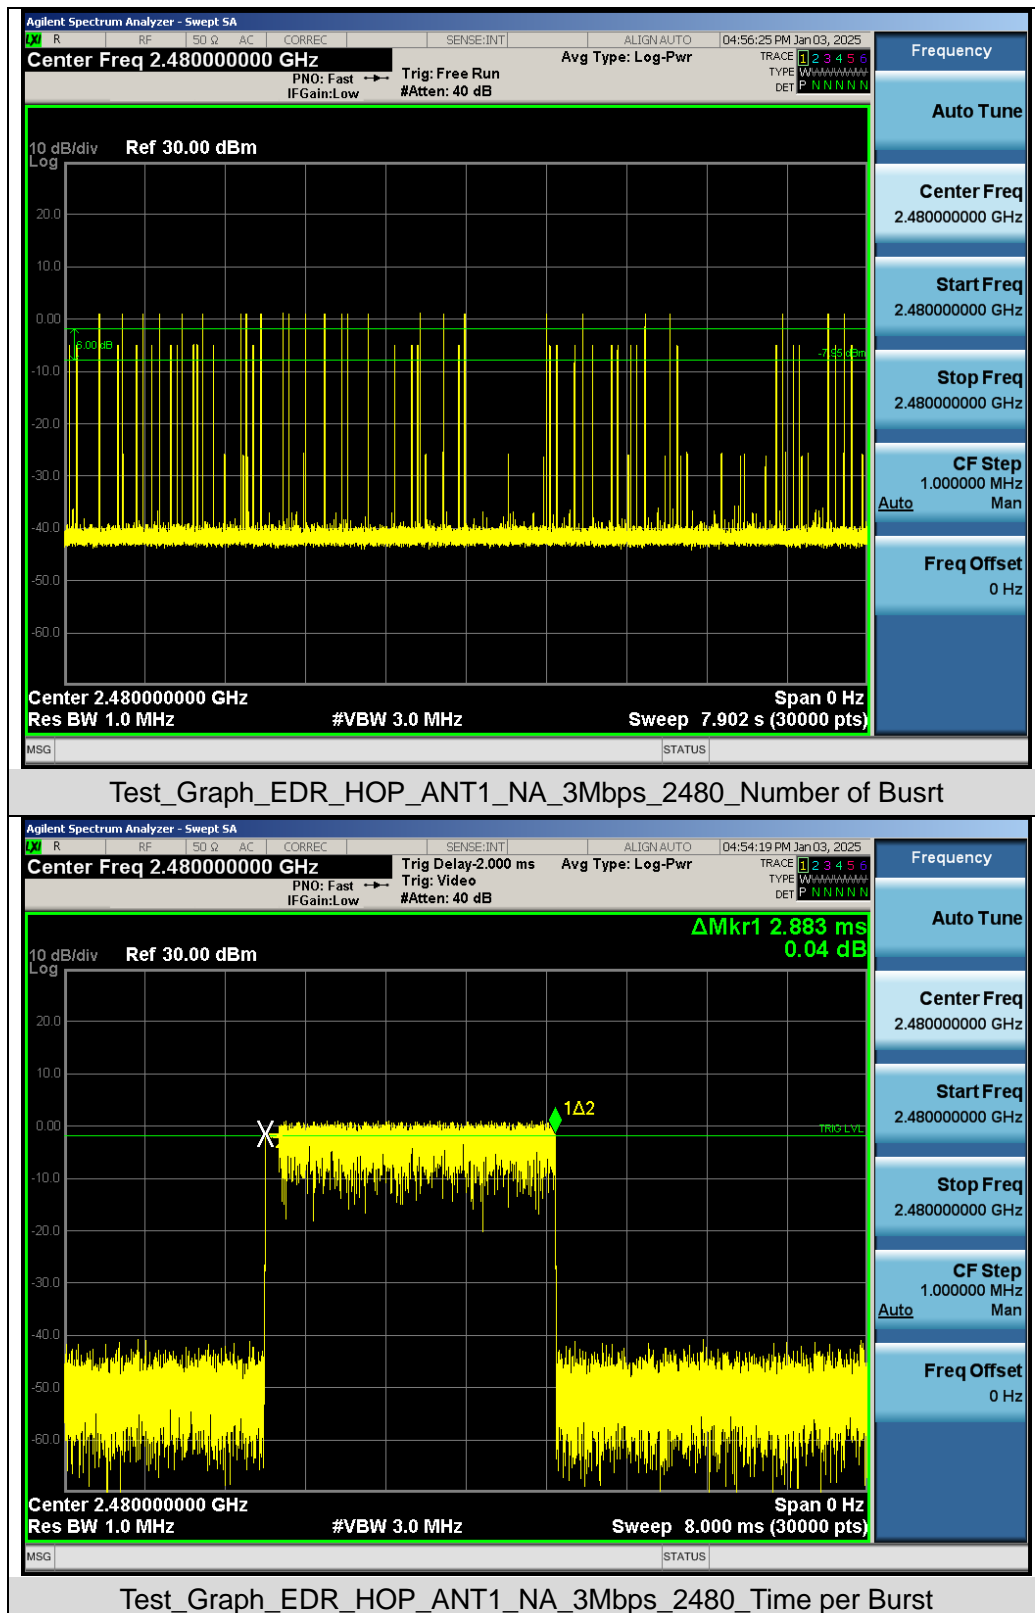 Agilent Spectrum Analyzer - Swept SA
LXI R RF 50 Ω AC CORREC SENSE:INT ALIGN AUTO 04:56:25 PM Jan 03, 2025
Center Freq 2.480000000 GHz Avg Type: Log-Pwr TRACE 1 2 3 4 5 6
PNO: Fast Trig: Free Run TYPE W
IFGain:Low #Atten: 40 dB DET P N N N N N
Frequency
Auto Tune
Center Freq
2.480000000 GHz
Start Freq
2.480000000 GHz
Stop Freq
2.480000000 GHz
CF Step
1.000000 MHz
Auto Man
Freq Offset
0 Hz
10 dB/div Ref 30.00 dBm
Log
20.0
10.0
0.00
6.00 dB
-7.95 dBm
-10.0
-20.0
-30.0
-40.0
-50.0
-60.0
Center 2.480000000 GHz Span 0 Hz
Res BW 1.0 MHz #VBW 3.0 MHz Sweep 7.902 s (30000 pts)
MSG STATUS
Test_Graph_EDR_HOP_ANT1_NA_3Mbps_2480_Number of Busrt
Agilent Spectrum Analyzer - Swept SA
LXI R RF 50 Ω AC CORREC SENSE:INT ALIGN AUTO 04:54:19 PM Jan 03, 2025
Center Freq 2.480000000 GHz Trig Delay-2.000 ms Avg Type: Log-Pwr TRACE 1 2 3 4 5 6
PNO: Fast Trig: Video TYPE W
IFGain:Low #Atten: 40 dB DET P N N N N N
Frequency
Auto Tune
Center Freq
2.480000000 GHz
Start Freq
2.480000000 GHz
Stop Freq
2.480000000 GHz
CF Step
1.000000 MHz
Auto Man
Freq Offset
0 Hz
ΔMkr1 2.883 ms
0.04 dB
10 dB/div Ref 30.00 dBm
Log
20.0
10.0
0.00
1Δ2
TRIG LVL
-10.0
-20.0
-30.0
-40.0
-50.0
-60.0
Center 2.480000000 GHz Span 0 Hz
Res BW 1.0 MHz #VBW 3.0 MHz Sweep 8.000 ms (30000 pts)
MSG STATUS
Test_Graph_EDR_HOP_ANT1_NA_3Mbps_2480_Time per Burst